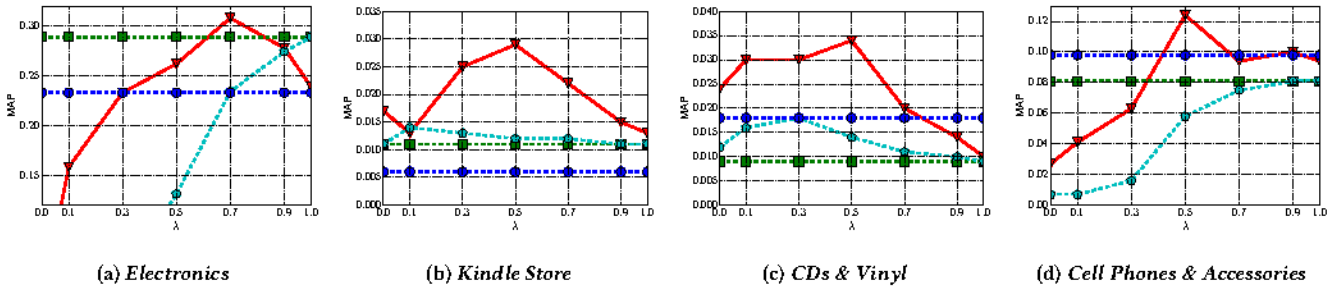 0.30
0.25
0.20
0.15
MAP
0.0 0.1 0.3 0.5 0.7 0.9 1.0
λ
(a) Electronics
0.035
0.030
0.025
0.020
0.015
0.010
0.005
0.000
MAP
0.0 0.1 0.3 0.5 0.7 0.9 1.0
λ
(b) Kindle Store
0.040
0.035
0.030
0.025
0.020
0.015
0.010
0.005
0.000
MAP
0.0 0.1 0.3 0.5 0.7 0.9 1.0
λ
(c) CDs & Vinyl
0.12
0.10
0.08
0.06
0.04
0.02
0.00
MAP
0.0 0.1 0.3 0.5 0.7 0.9 1.0
λ
(d) Cell Phones & Accessories